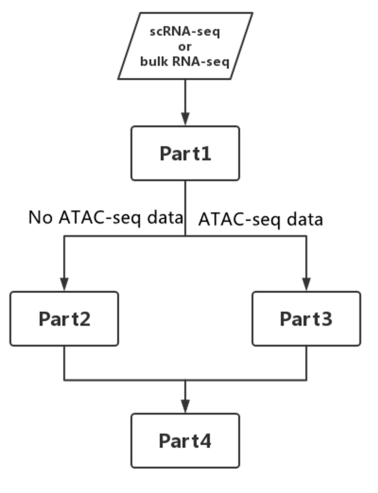 scRNA-seq
or
bulk RNA-seq
Part1
No ATAC-seq data
ATAC-seq data
Part2
Part3
Part4